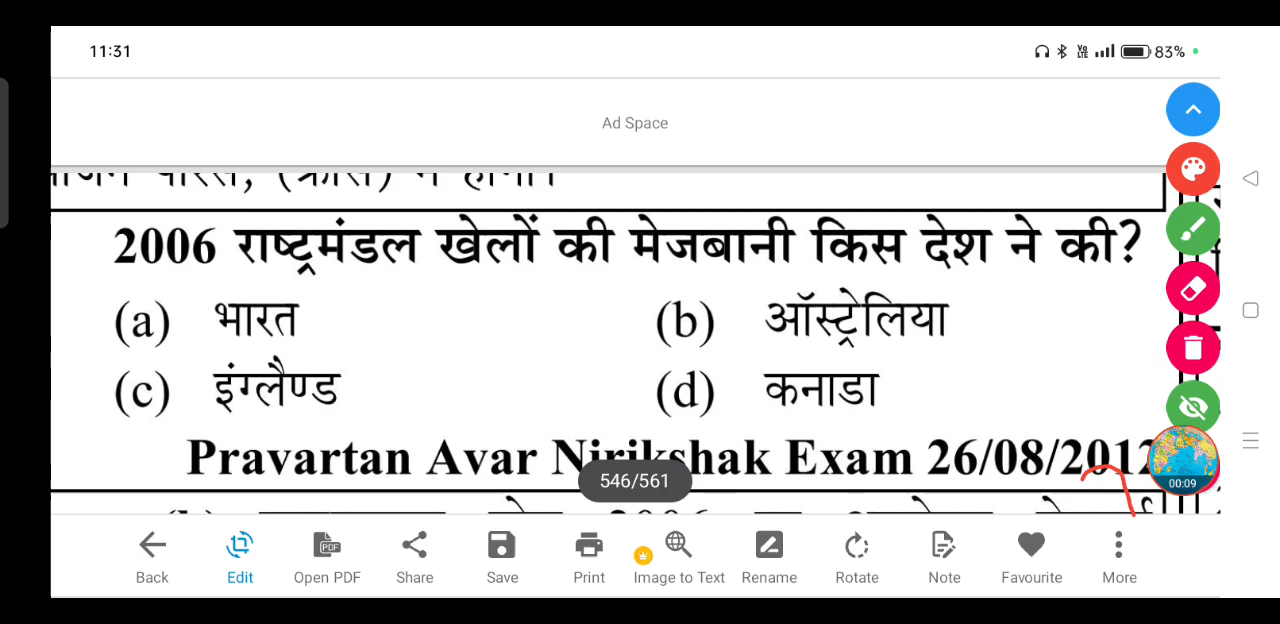 11:31
83%
Ad Space
2006 राष्ट्रमंडल खेलों की मेजबानी किस देश ने की?
(a) भारत (b) ऑस्ट्रेलिया
(c) इंग्लैण्ड (d) कनाडा
Pravartan Avar Nirikshak Exam 26/08/2012
546/561
00:09
Back Edit Open PDF Share Save Print Image to Text Rename Rotate Note Favourite More